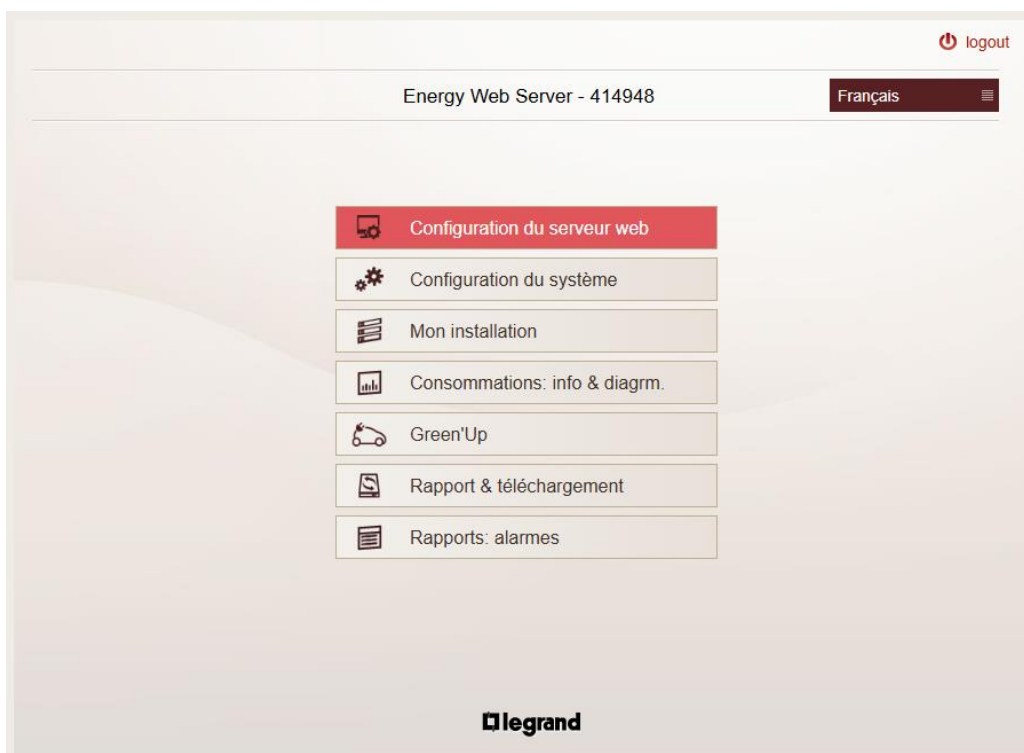 logout
Energy Web Server - 414948
Français
Configuration du serveur web
Configuration du système
Mon installation
Consommations: info & diagrm.
Green'Up
Rapport & téléchargement
Rapports: alarmes
legrand